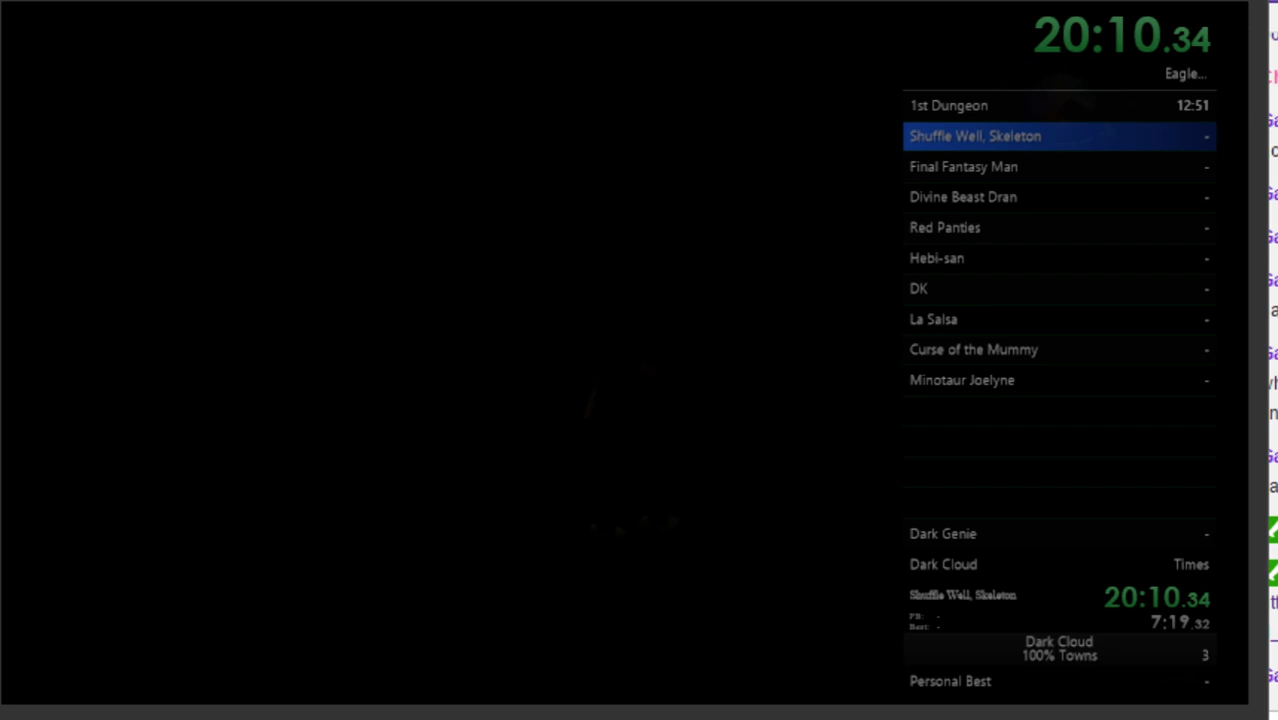 20:10.34
Eagle...
1st Dungeon 12:51
Shuffle Well, Skeleton -
Final Fantasy Man -
Divine Beast Dran -
Red Panties -
Hebi-san -
DK -
La Salsa -
Curse of the Mummy -
Minotaur Joelyne -
Dark Genie -
Dark Cloud Times
Shuffle Well, Skeleton 20:10.34
PB: -
Best: - 7:19.32
Dark Cloud
100% Towns 3
Personal Best -